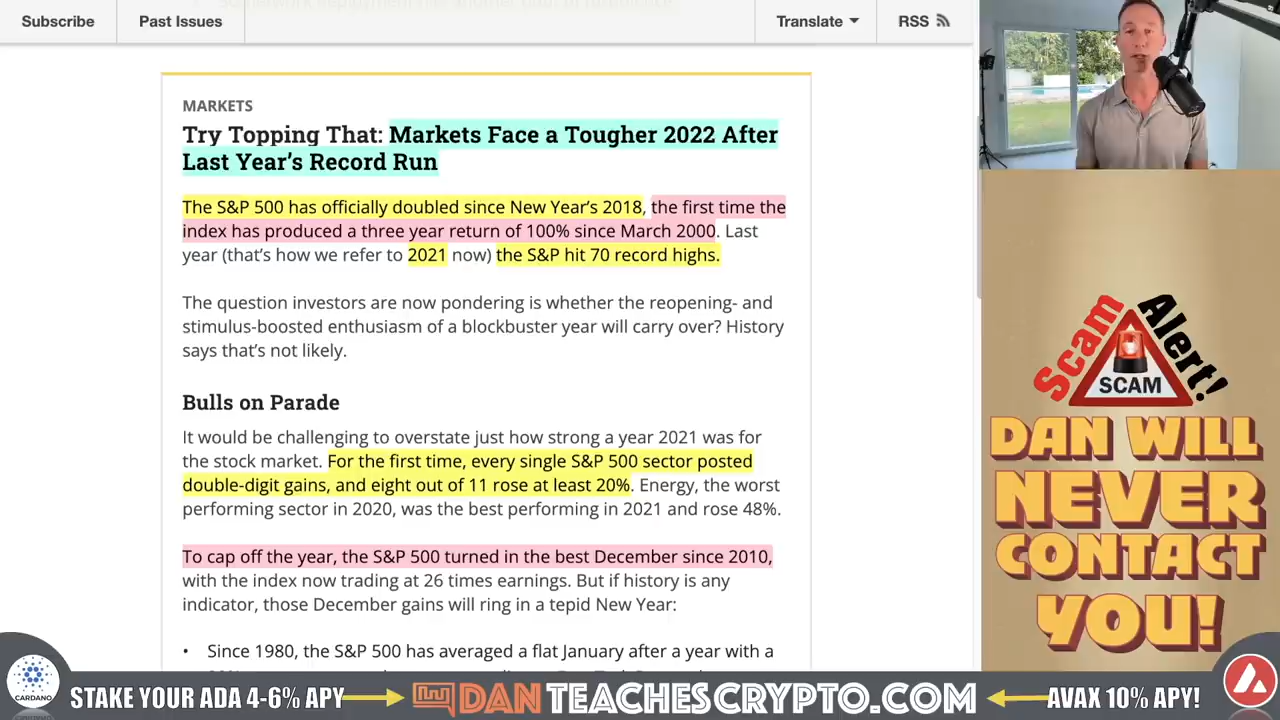 Subscribe
Past Issues
Translate
RSS
MARKETS
Try Topping That: Markets Face a Tougher 2022 After
Last Year's Record Run
The S&P 500 has officially doubled since New Year's 2018, the first time the
index has produced a three year return of 100% since March 2000. Last
year (that's how we refer to 2021 now) the S&P hit 70 record highs.
The question investors are now pondering is whether the reopening- and
stimulus-boosted enthusiasm of a blockbuster year will carry over? History
says that's not likely.
Bulls on Parade
It would be challenging to overstate just how strong a year 2021 was for
the stock market. For the first time, every single S&P 500 sector posted
double-digit gains, and eight out of 11 rose at least 20%. Energy, the worst
performing sector in 2020, was the best performing in 2021 and rose 48%.
To cap off the year, the S&P 500 turned in the best December since 2010,
with the index now trading at 26 times earnings. But if history is any
indicator, those December gains will ring in a tepid New Year:
• Since 1980, the S&P 500 has averaged a flat January after a year with a
Scam Alert!
SCAM
DAN WILL
NEVER
CONTACT
YOU!
CARDANO
STAKE YOUR ADA 4-6% APY
DANTEACHESCRYPTO.COM
AVAX 10% APY!